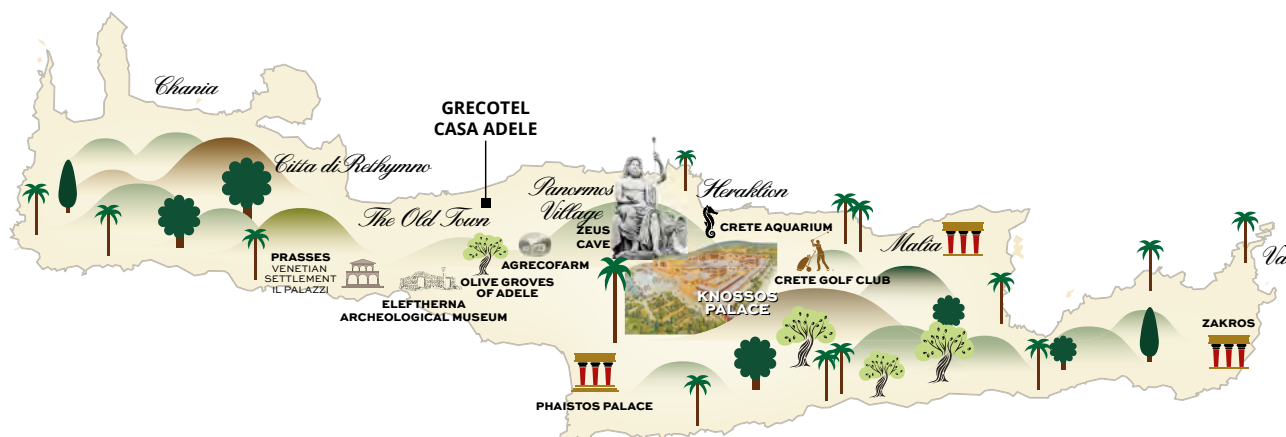 Chania
GRECOTEL
CASA ADELE
Citta di Rethymno
The Old Town
Panormos
Village
ZEUS
CAVE
Heraklion
CRETE AQUARIUM
Malia
PRASSES
VENETIAN
SETTLEMENT
IL PALAZZI
ELEFTHERNA
ARCHEOLOGICAL MUSEUM
OLIVE GROVES
OF ADELE
AGRECOFARM
KNOSSOS
PALACE
CRETE GOLF CLUB
ZAKROS
PHAISTOS PALACE